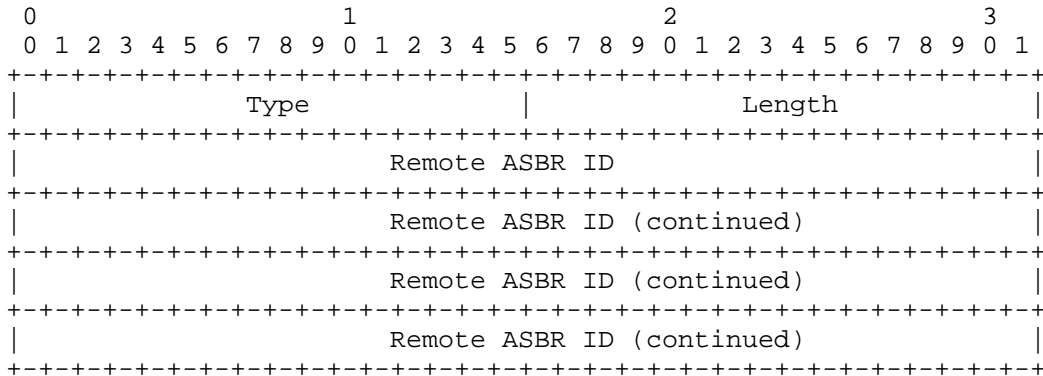 0                   1                   2                   3
 0 1 2 3 4 5 6 7 8 9 0 1 2 3 4 5 6 7 8 9 0 1 2 3 4 5 6 7 8 9 0 1
+-+-+-+-+-+-+-+-+-+-+-+-+-+-+-+-+-+-+-+-+-+-+-+-+-+-+-+-+-+-+-+-+
|              Type             |             Length            |
+-+-+-+-+-+-+-+-+-+-+-+-+-+-+-+-+-+-+-+-+-+-+-+-+-+-+-+-+-+-+-+-+
|                       Remote ASBR ID                          |
+-+-+-+-+-+-+-+-+-+-+-+-+-+-+-+-+-+-+-+-+-+-+-+-+-+-+-+-+-+-+-+-+
|                       Remote ASBR ID (continued)              |
+-+-+-+-+-+-+-+-+-+-+-+-+-+-+-+-+-+-+-+-+-+-+-+-+-+-+-+-+-+-+-+-+
|                       Remote ASBR ID (continued)              |
+-+-+-+-+-+-+-+-+-+-+-+-+-+-+-+-+-+-+-+-+-+-+-+-+-+-+-+-+-+-+-+-+
|                       Remote ASBR ID (continued)              |
+-+-+-+-+-+-+-+-+-+-+-+-+-+-+-+-+-+-+-+-+-+-+-+-+-+-+-+-+-+-+-+-+